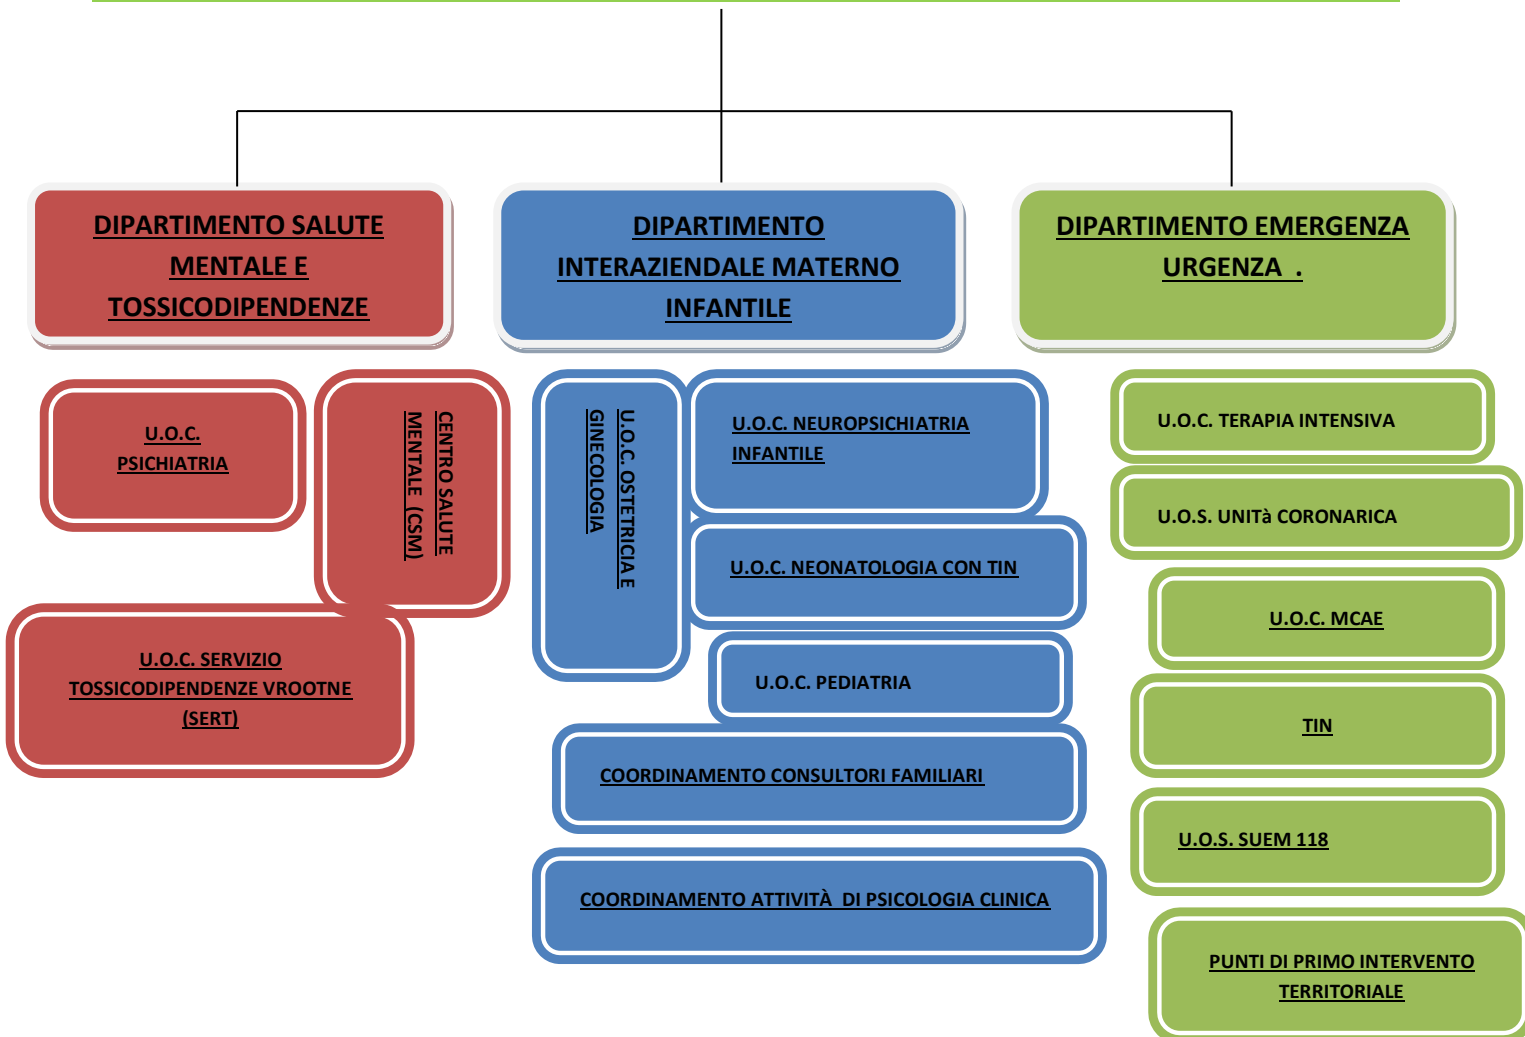 DIPARTIMENTO SALUTE
MENTALE E
TOSSICODIPENDENZE
DIPARTIMENTO
INTERAZIENDALE MATERNO
INFANTILE
DIPARTIMENTO EMERGENZA
URGENZA .
U.O.C.
PSICHIATRIA
CENTRO SALUTE
MENTALE (CSM)
U.O.C. SERVIZIO
TOSSICODIPENDENZE VROOTNE
(SERT)
U.O.C. OSTETRICIA E
GINECOLOGIA
U.O.C. NEUROPSICHIATRIA
INFANTILE
U.O.C. NEONATOLOGIA CON TIN
U.O.C. PEDIATRIA
COORDINAMENTO CONSULTORI FAMILIARI
COORDINAMENTO ATTIVITÀ DI PSICOLOGIA CLINICA
U.O.C. TERAPIA INTENSIVA
U.O.S. UNITà CORONARICA
U.O.C. MCAE
TIN
U.O.S. SUEM 118
PUNTI DI PRIMO INTERVENTO
TERRITORIALE